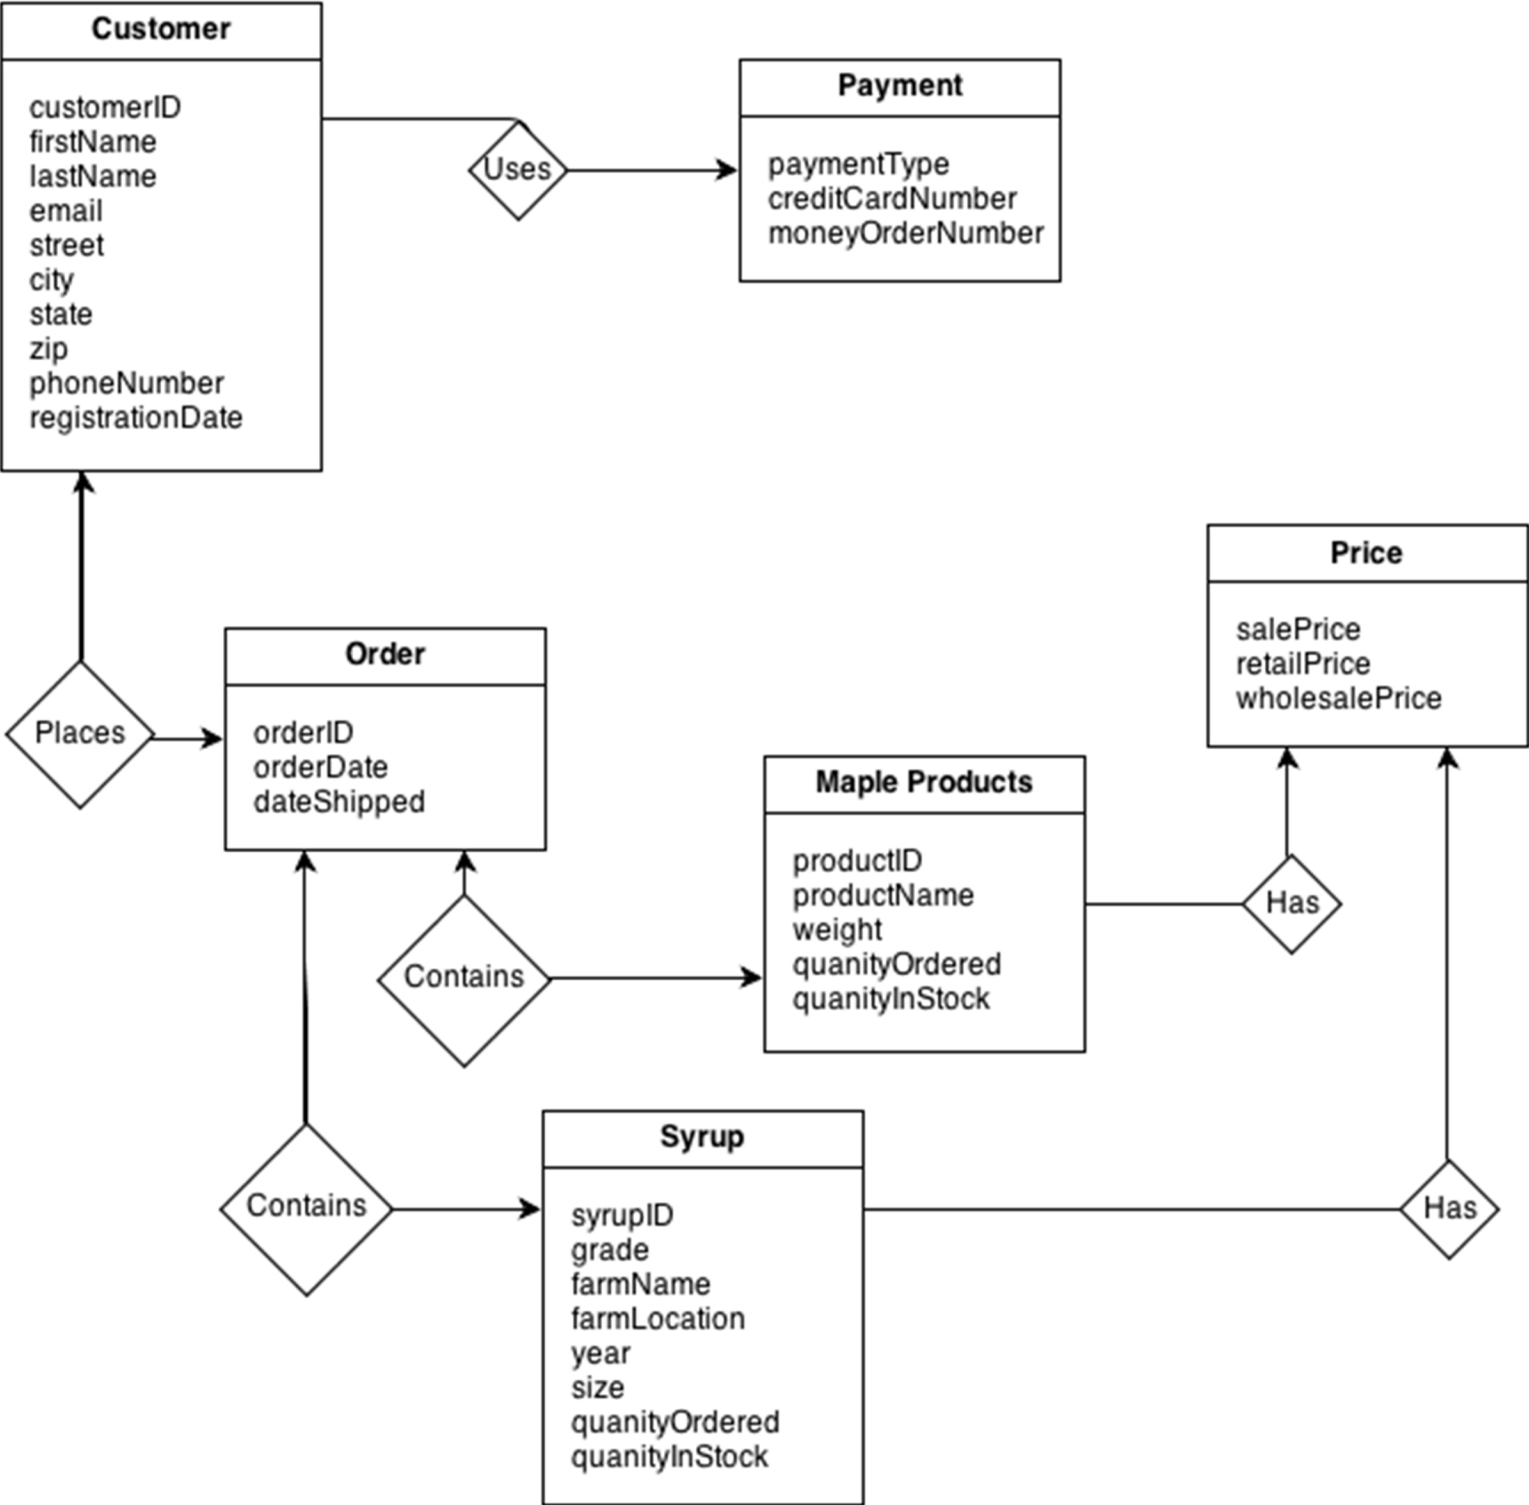 Customer
customerID
firstName
lastName
email
street
city
state
zip
phoneNumber
registrationDate
Uses
Payment
paymentType
creditCardNumber
moneyOrderNumber
Places
Order
orderID
orderDate
dateShipped
Contains
Maple Products
productID
productName
weight
quanityOrdered
quanityInStock
Has
Price
salePrice
retailPrice
wholesalePrice
Contains
Syrup
syrupID
grade
farmName
farmLocation
year
size
quanityOrdered
quanityInStock
Has